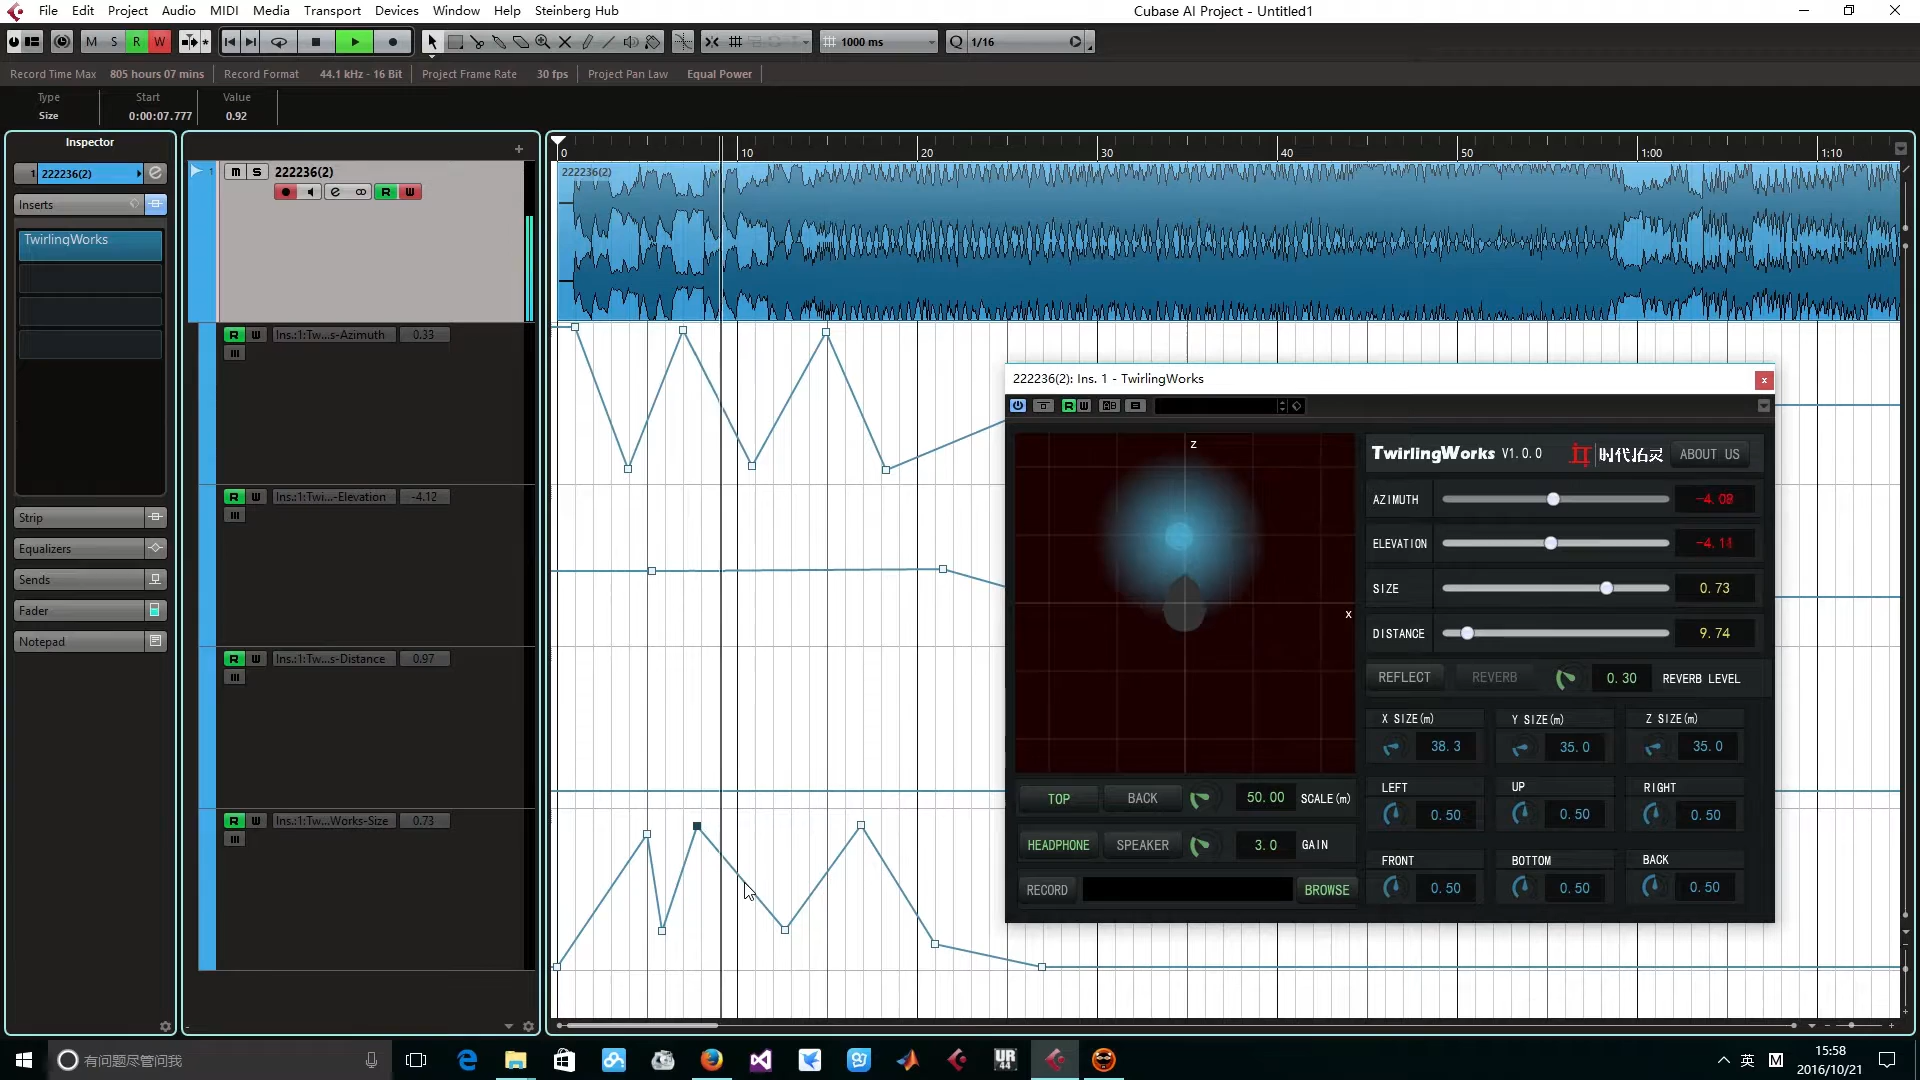 File Edit Project Audio MIDI Media Transport Devices Window Help Steinberg Hub
Cubase AI Project - Untitled1
M S R W
1000 ms
Q 1/16
Record Time Max 805 hours 07 mins Record Format 44.1 kHz - 16 Bit Project Frame Rate 30 fps Project Pan Law Equal Power
Type Start Value
Size 0:00:07.777 0.92
Inspector
1 222236(2)
Inserts
TwirlingWorks
Strip
Equalizers
Sends
Fader
Notepad
1 m S 222236(2)
R W
R W Ins.:1:Tw...s-Azimuth 0.33
R W Ins.:1:Twi...-Elevation -4.12
R W Ins.:1:Tw...s-Distance 0.97
R W Ins.:1:Tw...Works-Size 0.73
0 10 20 30 40 50 1:00 1:10
222236(2)
222236(2): Ins. 1 - TwirlingWorks
R W
z
x
TwirlingWorks V1.0.0 时代拓灵 ABOUT US
AZIMUTH -4.08
ELEVATION -4.11
SIZE 0.73
DISTANCE 9.74
REFLECT REVERB 0.30 REVERB LEVEL
X SIZE(m) Y SIZE(m) Z SIZE(m)
38.3 35.0 35.0
LEFT UP RIGHT
0.50 0.50 0.50
FRONT BOTTOM BACK
0.50 0.50 0.50
TOP BACK 50.00 SCALE(m)
HEADPHONE SPEAKER 3.0 GAIN
RECORD BROWSE
有问题尽管问我
UR
44
英 M
15:58
2016/10/21